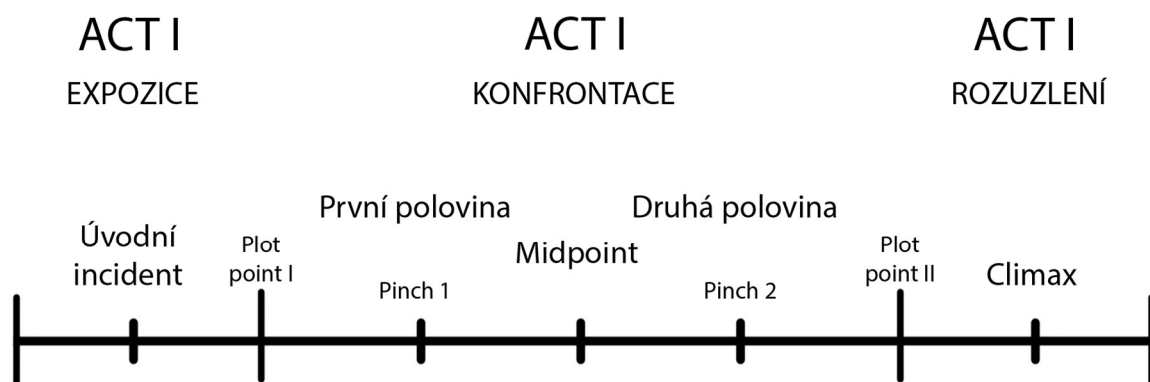 ACT I
EXPOZICE
ACT I
KONFRONTACE
ACT I
ROZUZLENÍ
Úvodní
incident
Plot
point I
První polovina
Pinch 1
Midpoint
Druhá polovina
Pinch 2
Plot
point II
Climax